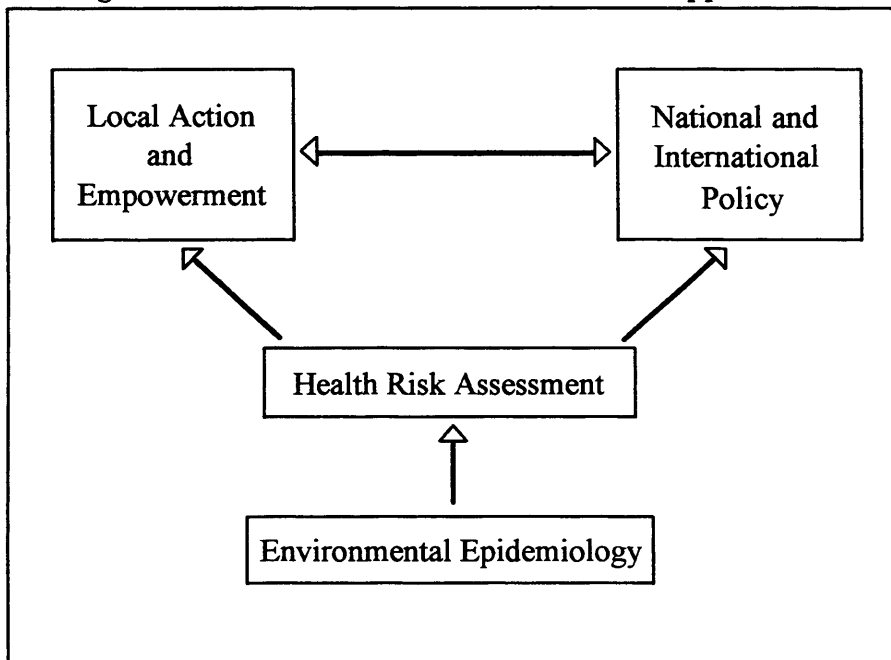 Local Action
and
Empowerment
National and
International
Policy
Health Risk Assessment
Environmental Epidemiology